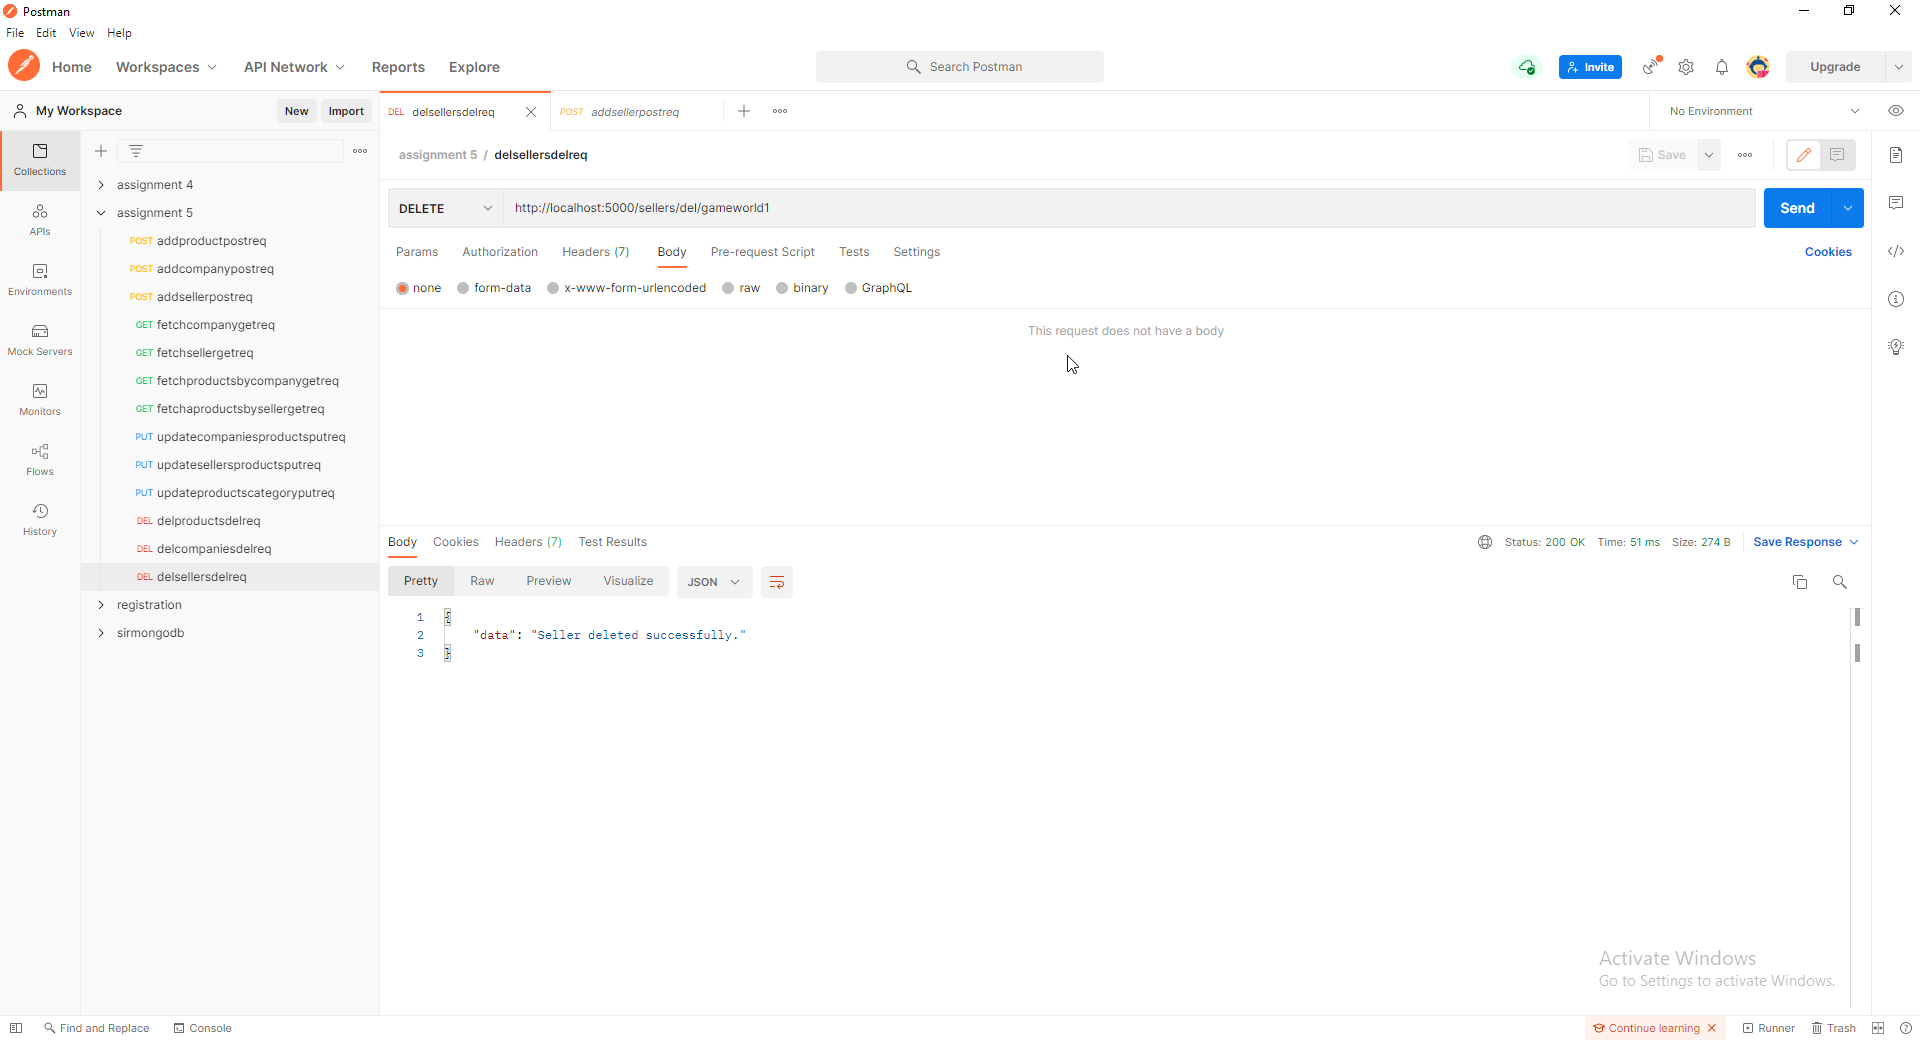 Postman
File Edit View Help
Home Workspaces API Network Reports Explore
Search Postman
Invite
Upgrade
My Workspace
New Import
DEL delsellersdelreq
POST addsellerpostreq
No Environment
Collections
APIs
Environments
Mock Servers
Monitors
Flows
History
assignment 4
assignment 5
POST addproductpostreq
POST addcompanypostreq
POST addsellerpostreq
GET fetchcompanygetreq
GET fetchsellergetreq
GET fetchproductsbycompanygetreq
GET fetchaproductsbysellergetreq
PUT updatecompaniesproductsputreq
PUT updatesellersproductsputreq
PUT updateproductscategoryputreq
DEL delproductsdelreq
DEL delcompaniesdelreq
DEL delsellersdelreq
registration
sirmongodb
assignment 5 / delsellersdelreq
Save
DELETE http://localhost:5000/sellers/del/gameworld1
Send
Params Authorization Headers (7) Body Pre-request Script Tests Settings
Cookies
none form-data x-www-form-urlencoded raw binary GraphQL
This request does not have a body
Body Cookies Headers (7) Test Results
Status: 200 OK Time: 51 ms Size: 274 B Save Response
Pretty Raw Preview Visualize JSON
1 {
2 "data": "Seller deleted successfully."
3 }
Activate Windows
Go to Settings to activate Windows.
Find and Replace Console
Continue learning Runner Trash